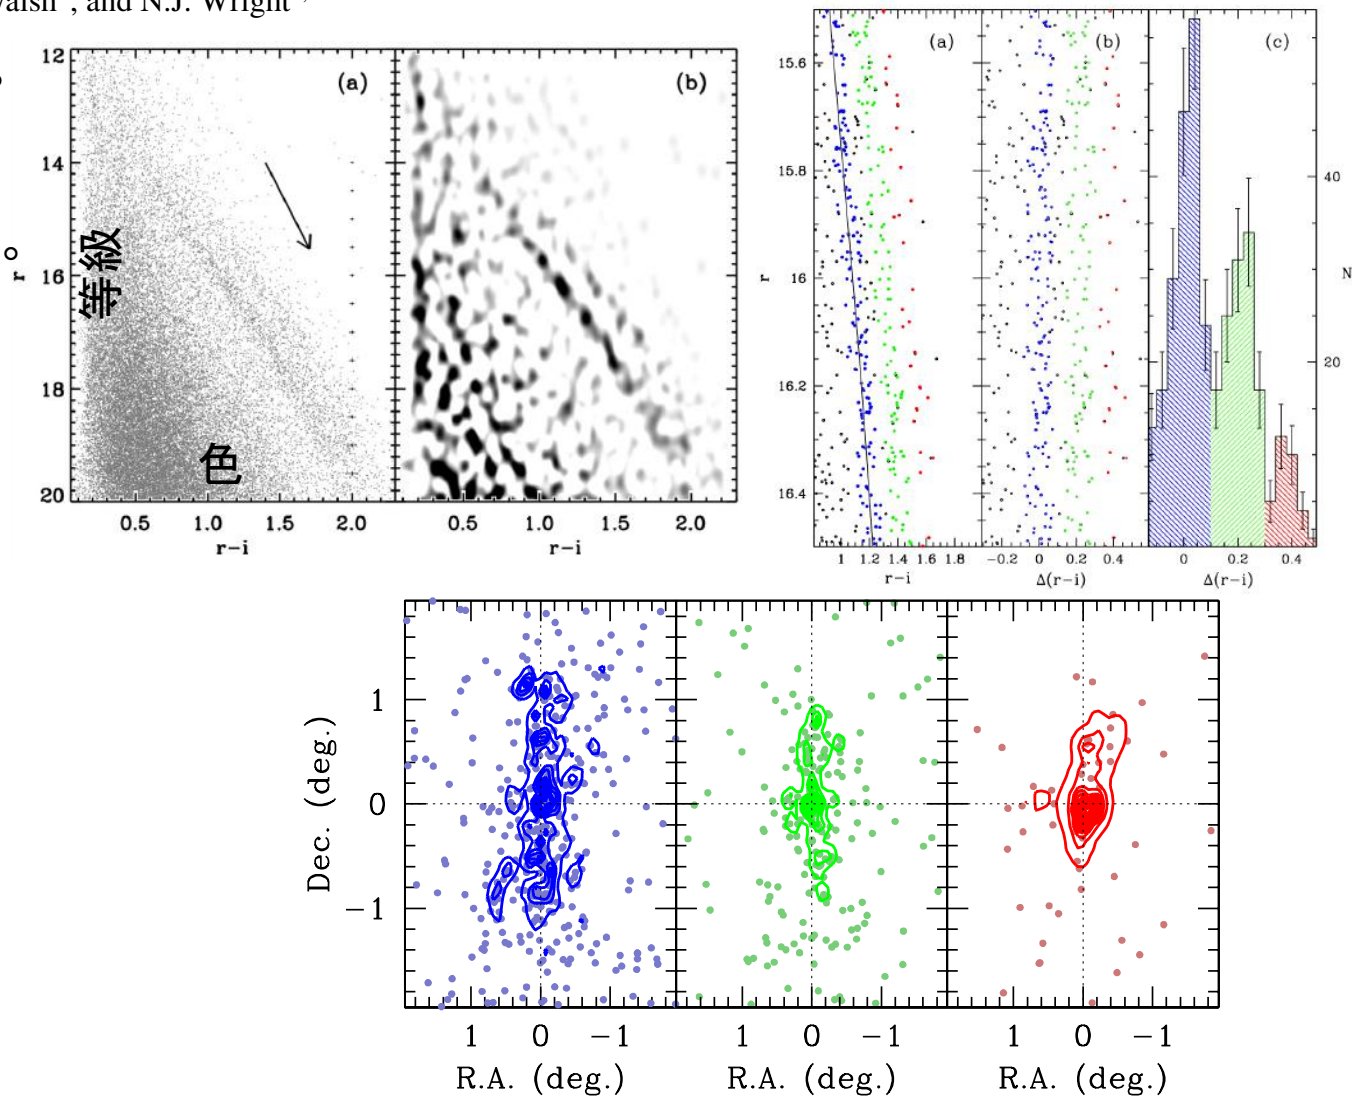 and N.J. Wright
(a)
(b)
12
14
16
18
20
r
等級
色
0.5 1.0 1.5 2.0
0.5 1.0 1.5 2.0
r-i
r-i
(a)
(b)
(c)
15.6
15.8
16
16.2
16.4
r
40
20
N
1 1.2 1.4 1.6 1.8
-0.2 0 0.2 0.4
0 0.2 0.4
r-i
Δ(r-i)
Δ(r-i)
Dec. (deg.)
1
0
-1
1 0 -1
1 0 -1
1 0 -1
R.A. (deg.)
R.A. (deg.)
R.A. (deg.)